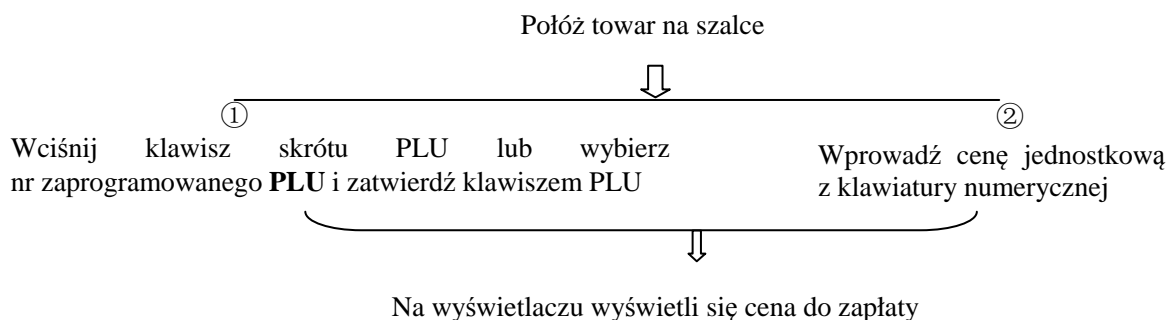 Połóż towar na szalce
①
②
Wciśnij klawisz skrótu PLU lub wybierz
nr zaprogramowanego PLU i zatwierdź klawiszem PLU
Wprowadź cenę jednostkową
z klawiatury numerycznej
Na wyświetlaczu wyświetli się cena do zapłaty